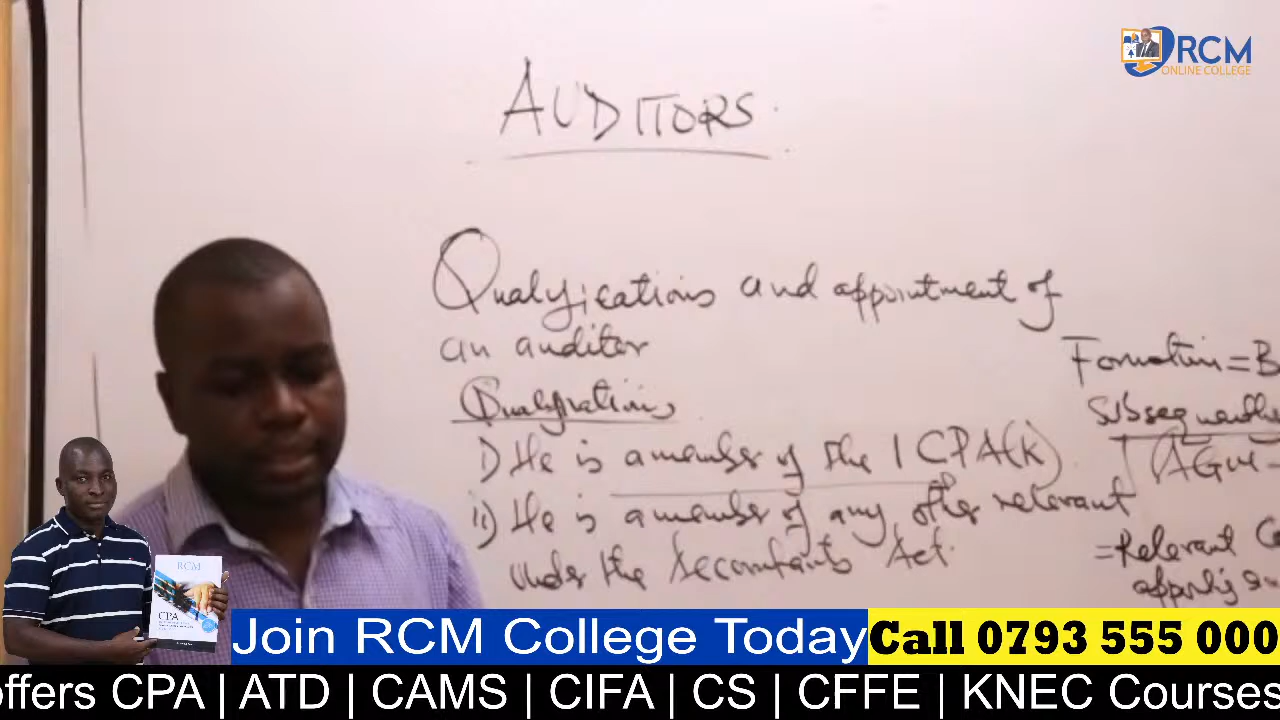 RCM
ONLINE COLLEGE
AUDITORS
Qualifications and appointment of
an auditor
Qualifications
i) He is a member of the ICPA(K)
ii) He is a member of any other relevant
under the Accountants Act.
Formation = B
Subsequently
(AGM -
= Relevant
RCM
CPA
Join RCM College Today
Call 0793 555 000
offers CPA | ATD | CAMS | CIFA | CS | CFFE | KNEC Courses